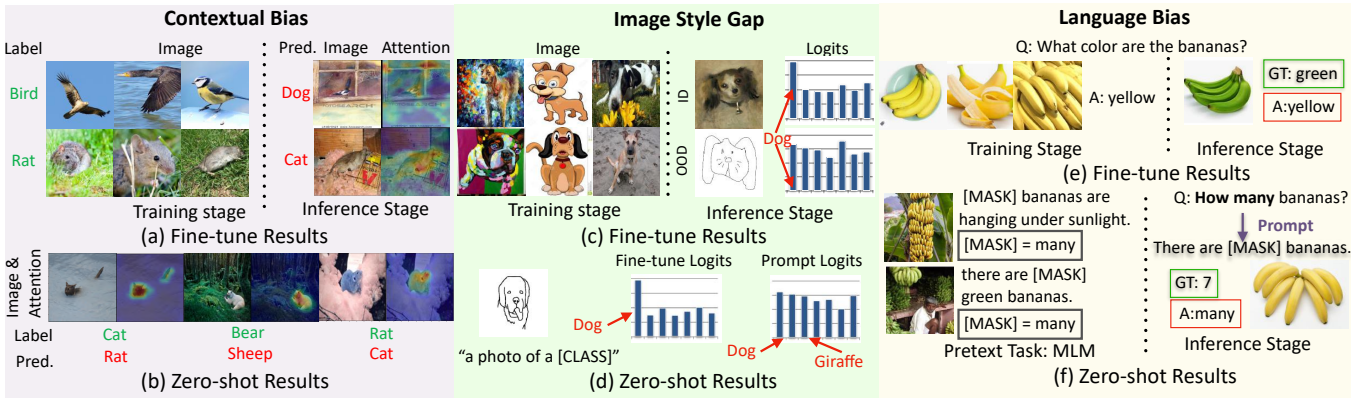 Contextual Bias
Label
Image
Pred.
Image
Attention
Bird
Rat
Dog
Cat
Training stage
Inference Stage
(a) Fine-tune Results
Image & Attention
Label
Cat
Bear
Rat
Pred.
Rat
Sheep
Cat
(b) Zero-shot Results
Image Style Gap
Image
Logits
ID
OOD
Dog
Training stage
Inference Stage
(c) Fine-tune Results
Fine-tune Logits
Prompt Logits
Dog
Dog
Giraffe
“a photo of a [CLASS]”
(d) Zero-shot Results
Language Bias
Q: What color are the bananas?
A: yellow
GT: green
A:yellow
Training Stage
Inference Stage
(e) Fine-tune Results
[MASK] bananas are
hanging under sunlight.
[MASK] = many
there are [MASK]
green bananas.
[MASK] = many
Pretext Task: MLM
Q: How many bananas?
Prompt
There are [MASK] bananas.
GT: 7
A:many
Inference Stage
(f) Zero-shot Results